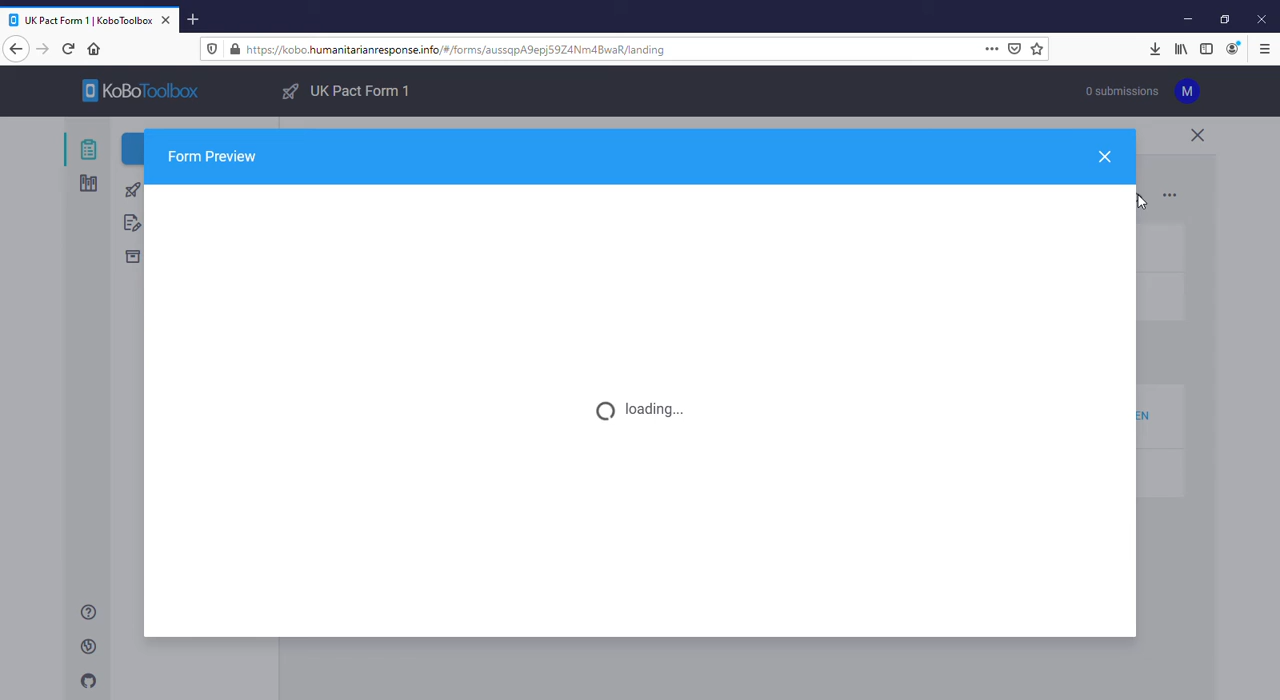 UK Pact Form 1 | KoboToolbox
https://kobo.humanitarianresponse.info/#/forms/aussqpA9epj59Z4Nm4BwaR/landing
KoBoToolbox
UK Pact Form 1
0 submissions
M
Form Preview
loading...
EN